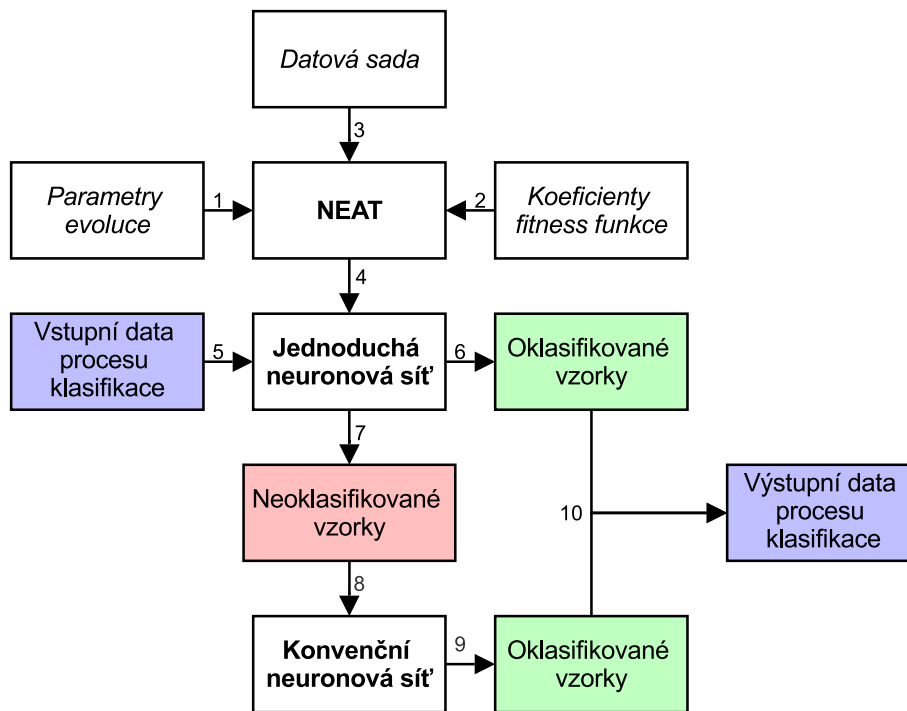 Datová sada
3
Parametry
evoluce
1
NEAT
2
Koeficienty
fitness funkce
4
Vstupní data
procesu
klasifikace
5
Jednoduchá
neuronová síť
6
Oklasifikované
vzorky
7
Neoklasifikované
vzorky
10
Výstupní data
procesu
klasifikace
8
Konvenční
neuronová síť
9
Oklasifikované
vzorky